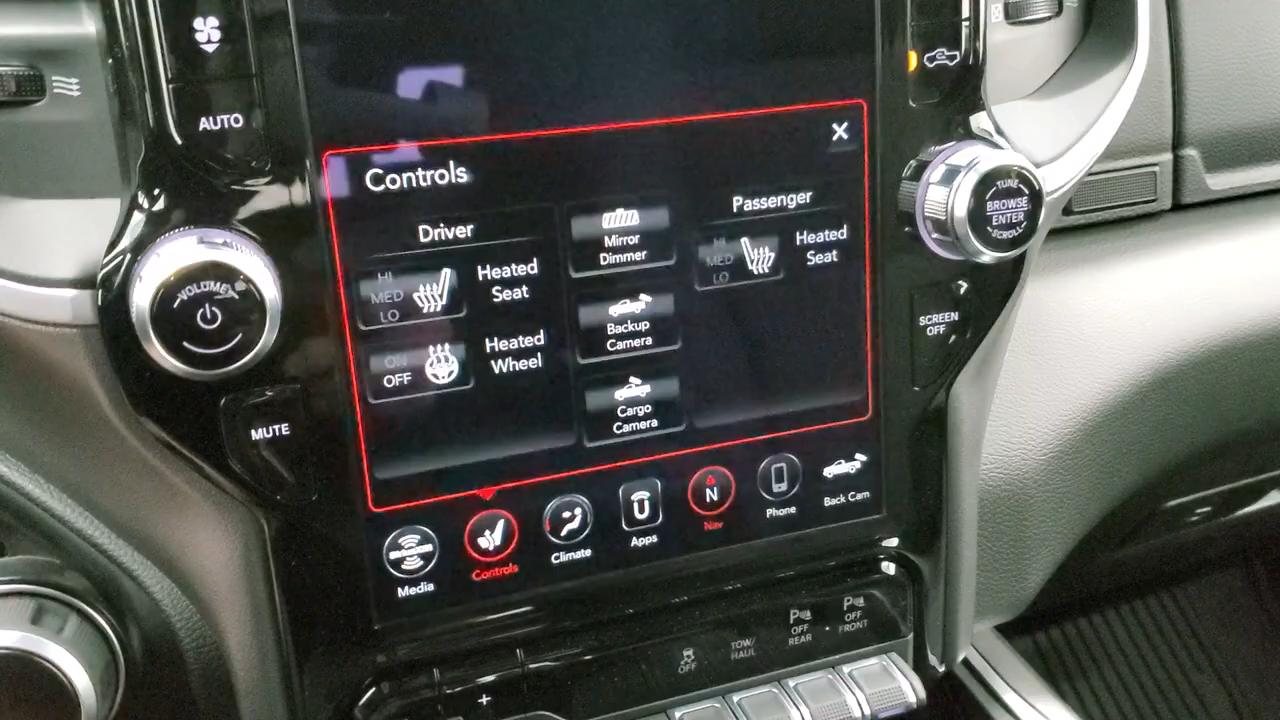 AUTO
VOLUME
MUTE
Controls
X
Driver
HI
MED
LO
Heated
Seat
ON
OFF
Heated
Wheel
Mirror
Dimmer
Backup
Camera
Cargo
Camera
Passenger
HI
MED
LO
Heated
Seat
TUNE
BROWSE
ENTER
SCROLL
SCREEN
OFF
SIRIUSXM
Media
Controls
Climate
U
Apps
N
Nav
Phone
Back Cam
OFF
TOW/
HAUL
P
OFF
REAR
P
OFF
FRONT
+